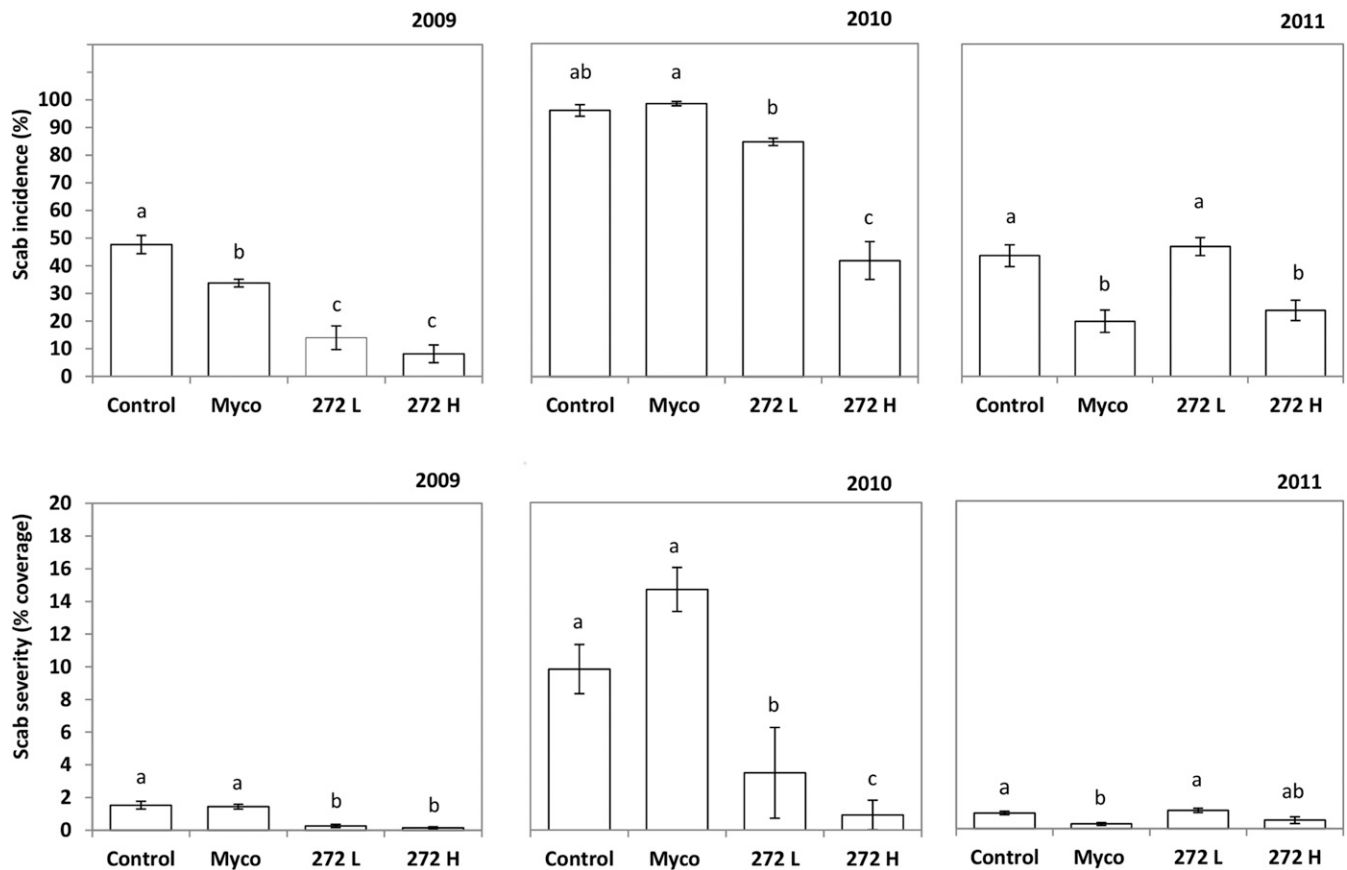 2009
2010
2011
Scab incidence (%)
100
90
80
70
60
50
40
30
20
10
0
a
b
c
c
ab
a
b
c
a
b
a
b
Control Myco 272 L 272 H
Control Myco 272 L 272 H
Control Myco 272 L 272 H
2009
2010
2011
Scab severity (% coverage)
20
18
16
14
12
10
8
6
4
2
0
a
a
b
b
a
a
b
c
a
b
a
ab
Control Myco 272 L 272 H
Control Myco 272 L 272 H
Control Myco 272 L 272 H